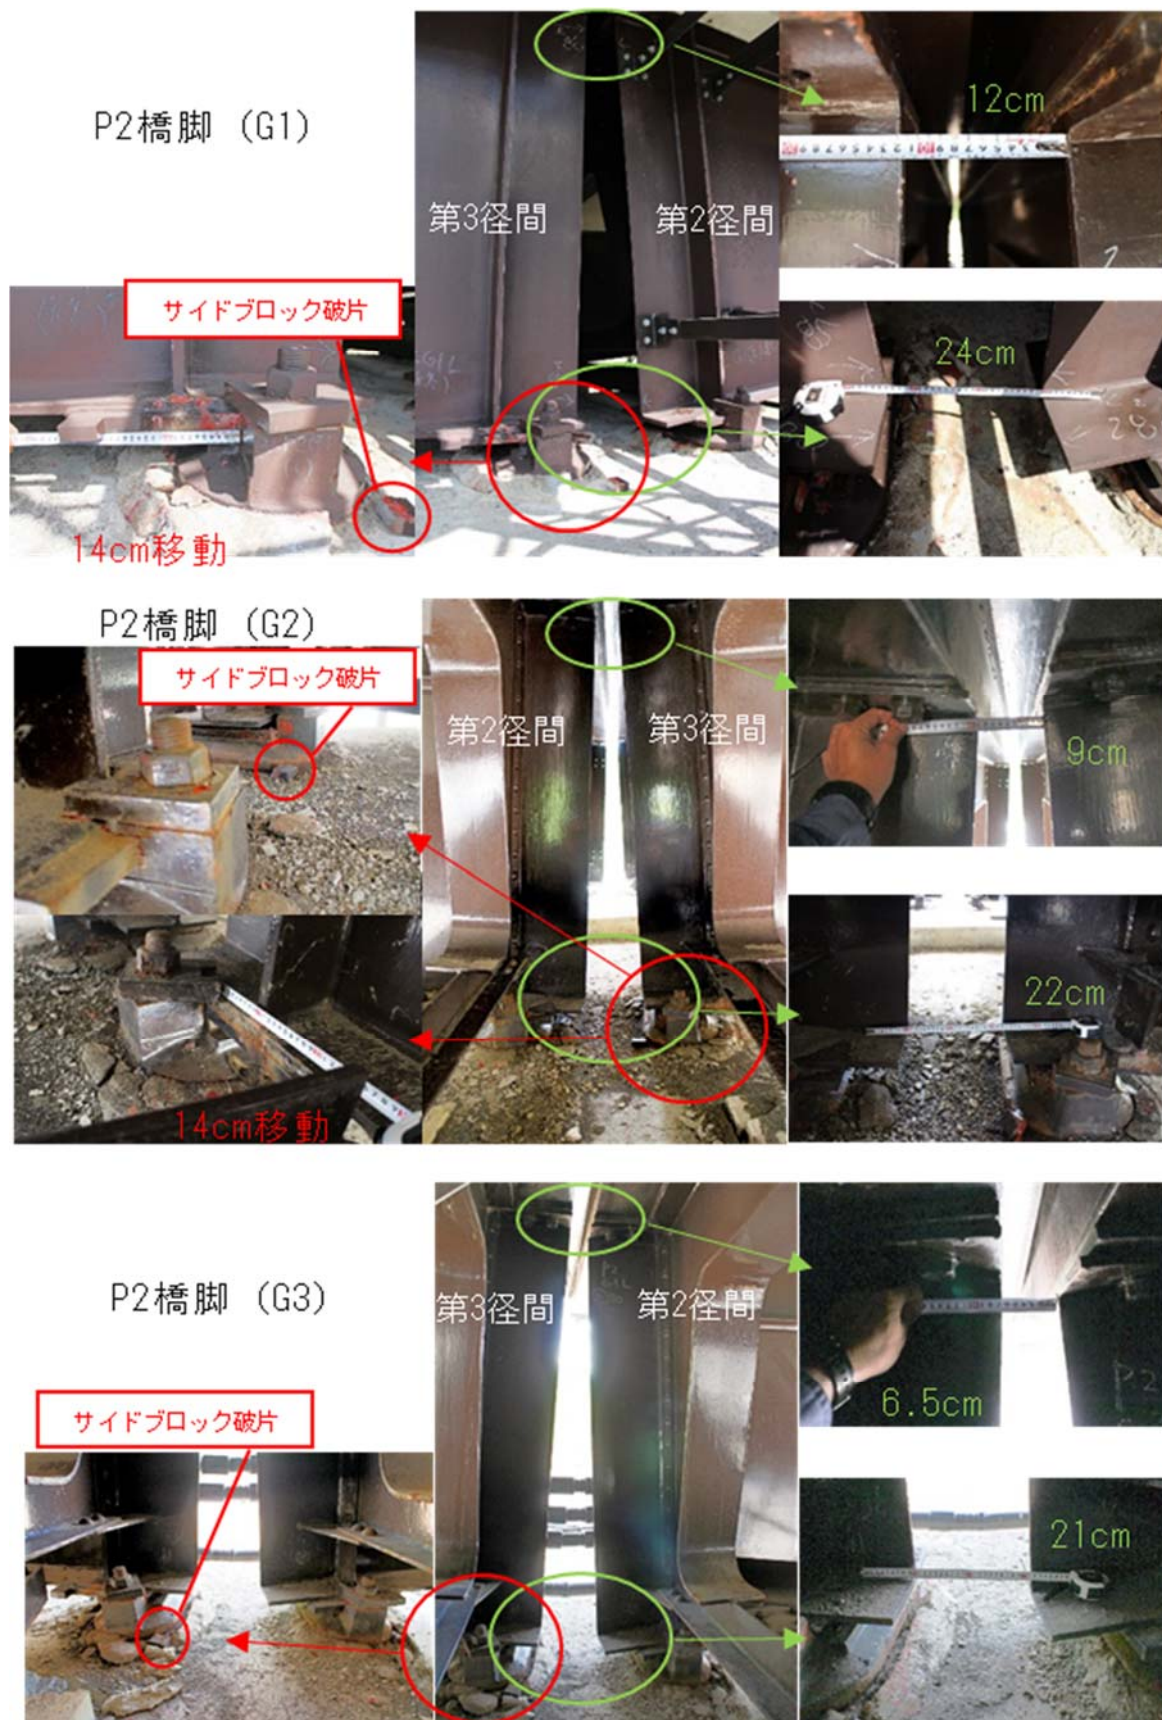 P2橋脚 (G1)
12cm
第3径間
第2径間
サイドブロック破片
24cm
14cm移動
P2橋脚 (G2)
サイドブロック破片
第2径間
第3径間
9cm
22cm
14cm移動
P2橋脚 (G3)
第3径間
第2径間
6.5cm
サイドブロック破片
21cm